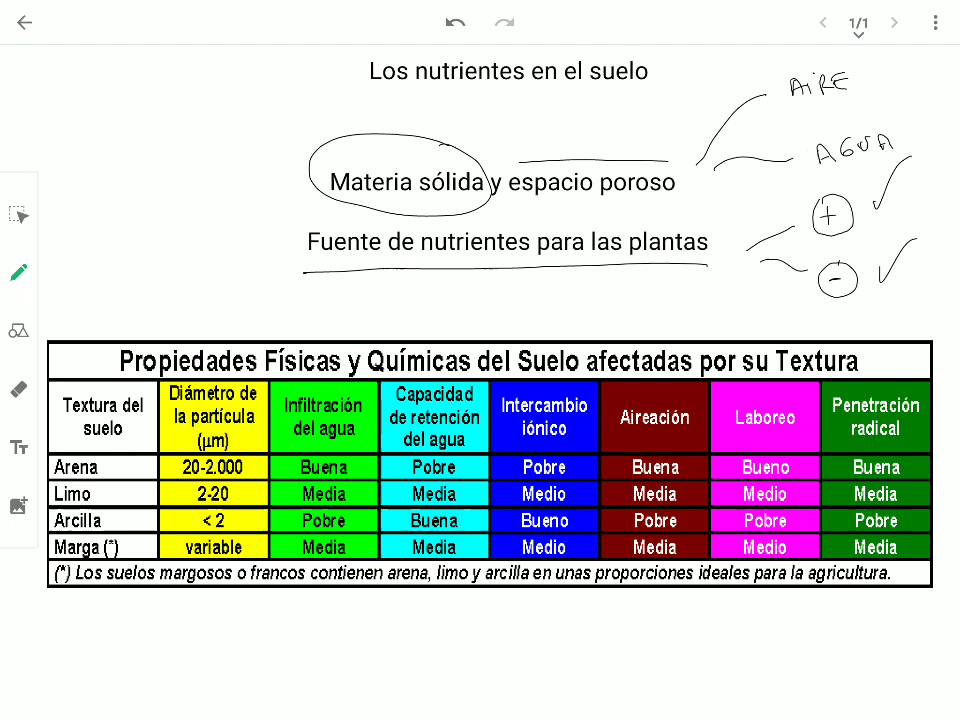 1/1
Los nutrientes en el suelo
AiRE
AGUA
Materia sólida y espacio poroso
+
Fuente de nutrientes para las plantas
-
Tт
Propiedades Físicas y Químicas del Suelo afectadas por su Textura
Textura del suelo Diámetro de la partícula (µm) Infiltración del agua Capacidad de retención del agua Intercambio iónico Aireación Laboreo Penetración radical
Arena 20-2.000 Buena Pobre Pobre Buena Bueno Buena
Limo 2-20 Media Media Medio Media Medio Media
Arcilla < 2 Pobre Buena Bueno Pobre Pobre Pobre
Marga (*) variable Media Media Medio Media Medio Media
(*) Los suelos margosos o francos contienen arena, limo y arcilla en unas proporciones ideales para la agricultura.